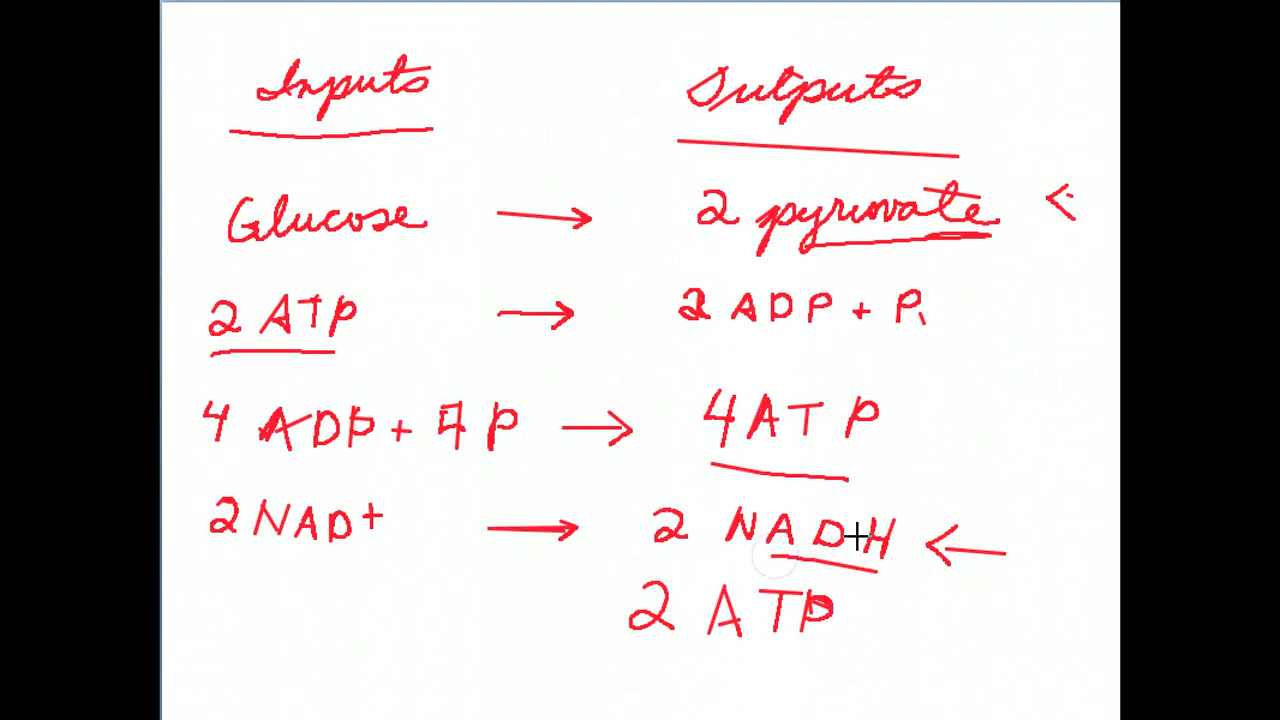 Inputs Outputs
Glucose → 2 pyruvate <
2 ATP → 2 ADP + Pi
4 ADP + 4 P → 4 ATP
2 NAD+ → 2 NADH ←
2 ATP